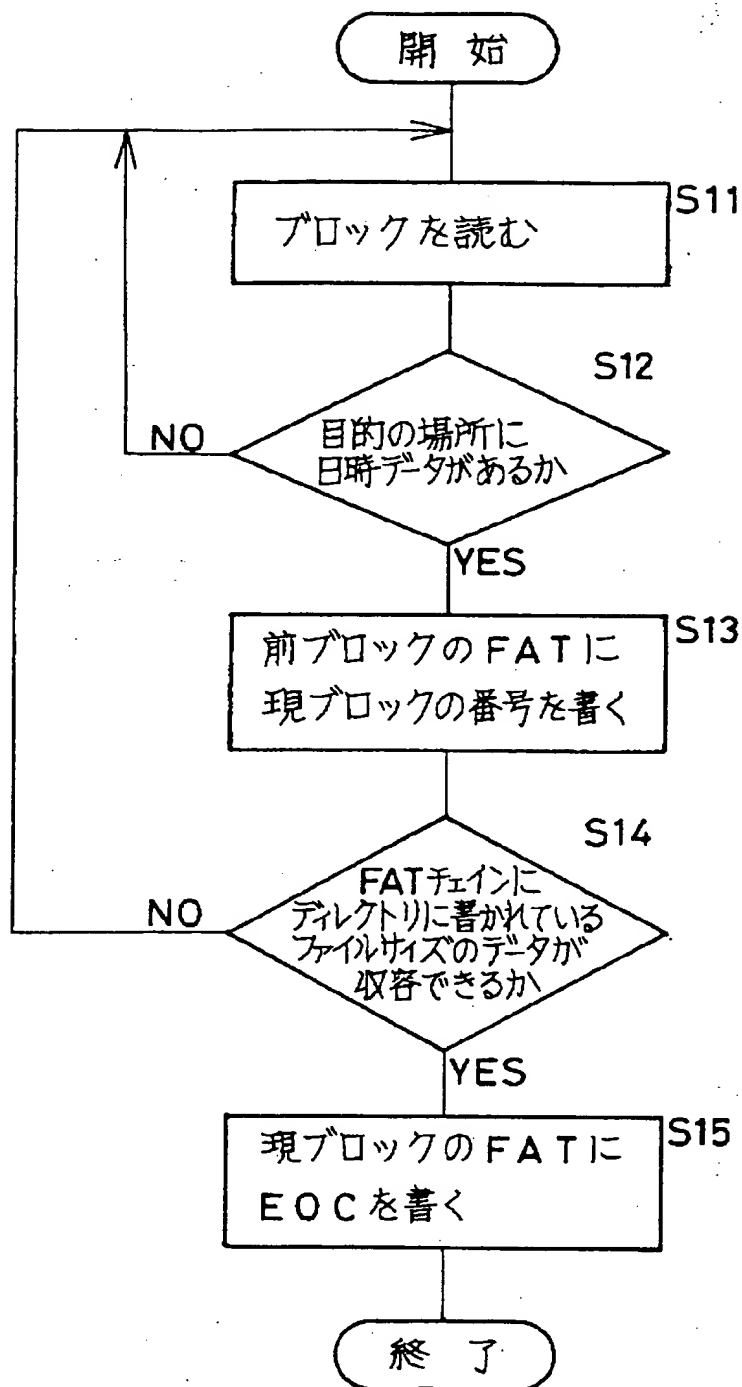 開始
ブロックを読む
S11
S12
目的の場所に
日時データがあるか
NO
YES
前ブロックのFATに
現ブロックの番号を書く
S13
S14
FATチェインに
ディレクトリに書かれている
ファイルサイズのデータが
収容できるか
NO
YES
現ブロックのFATに
EOCを書く
S15
終了